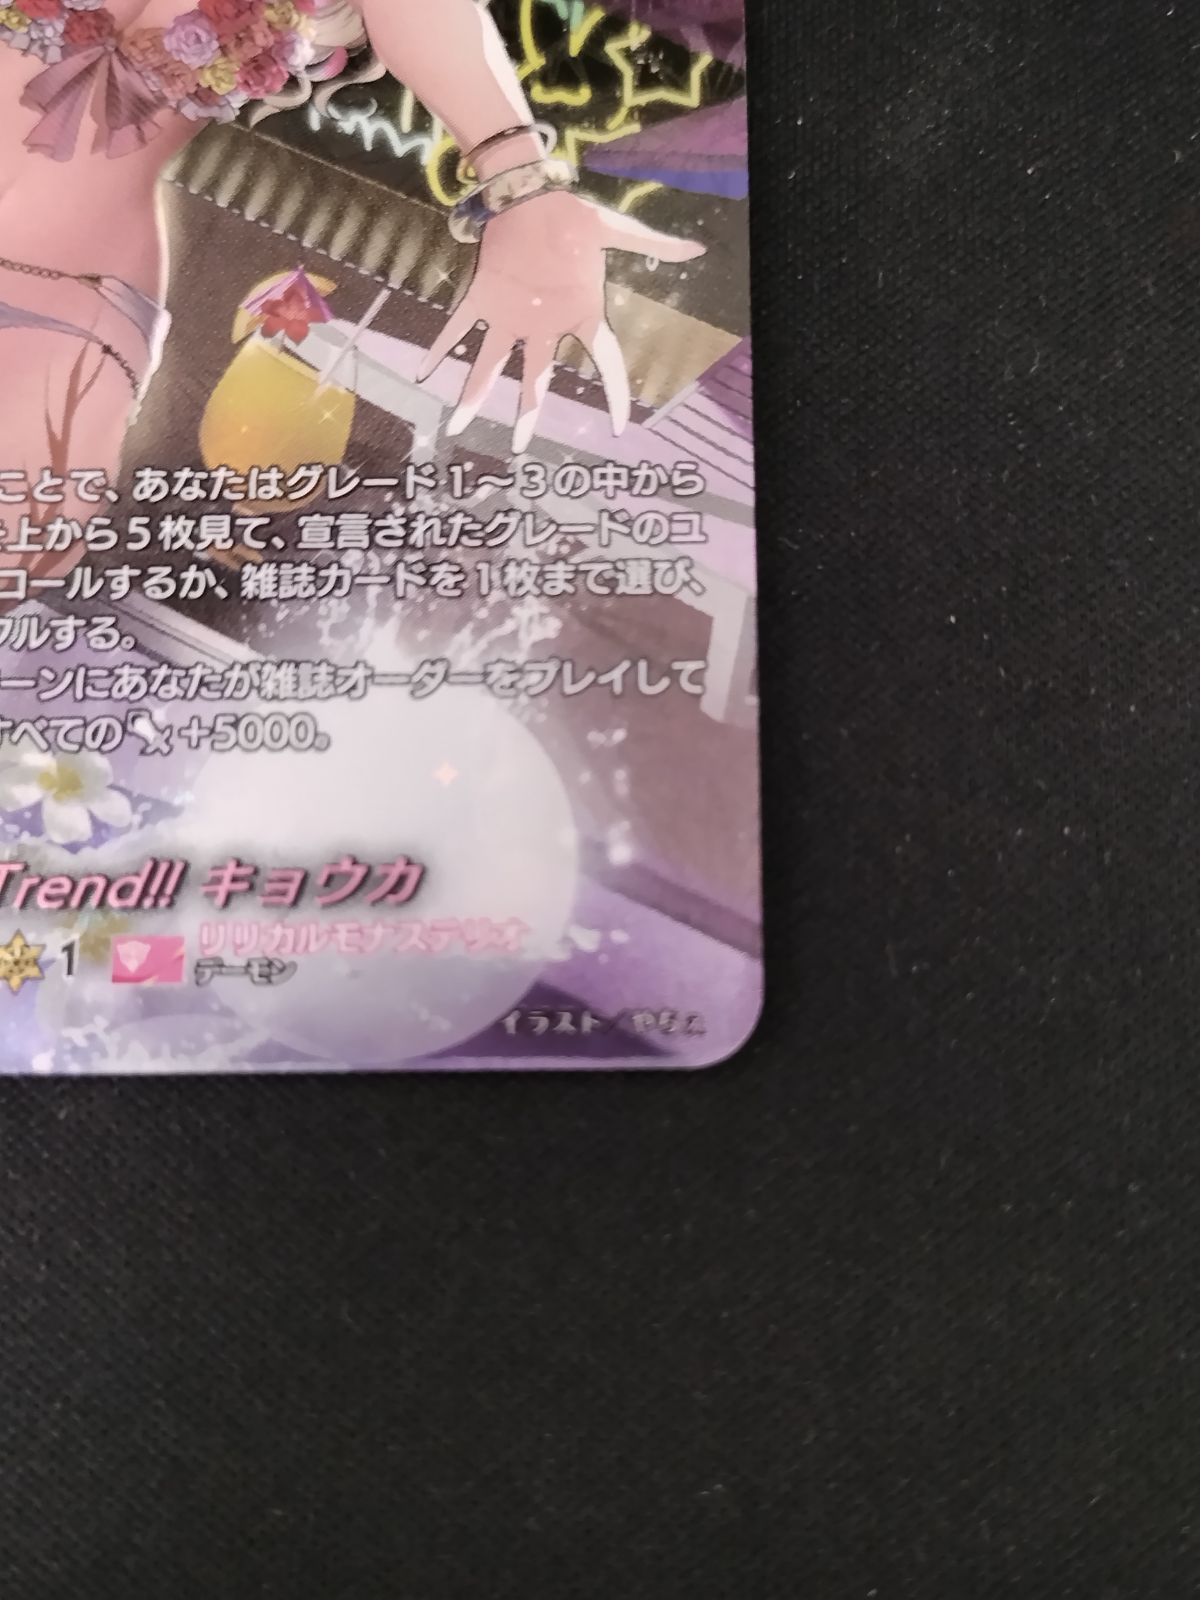 ことで、あなたはグレード1～3の中から
を上から5枚見て、宣言されたグレードのユ
コールするか、雑誌カードを1枚まで選び、
フルする。
ーンにあなたが雑誌オーダーをプレイして
すべての +5000。
Trend!! キョウカ
1 リリカルモナステリオ
デーモン
イラスト／